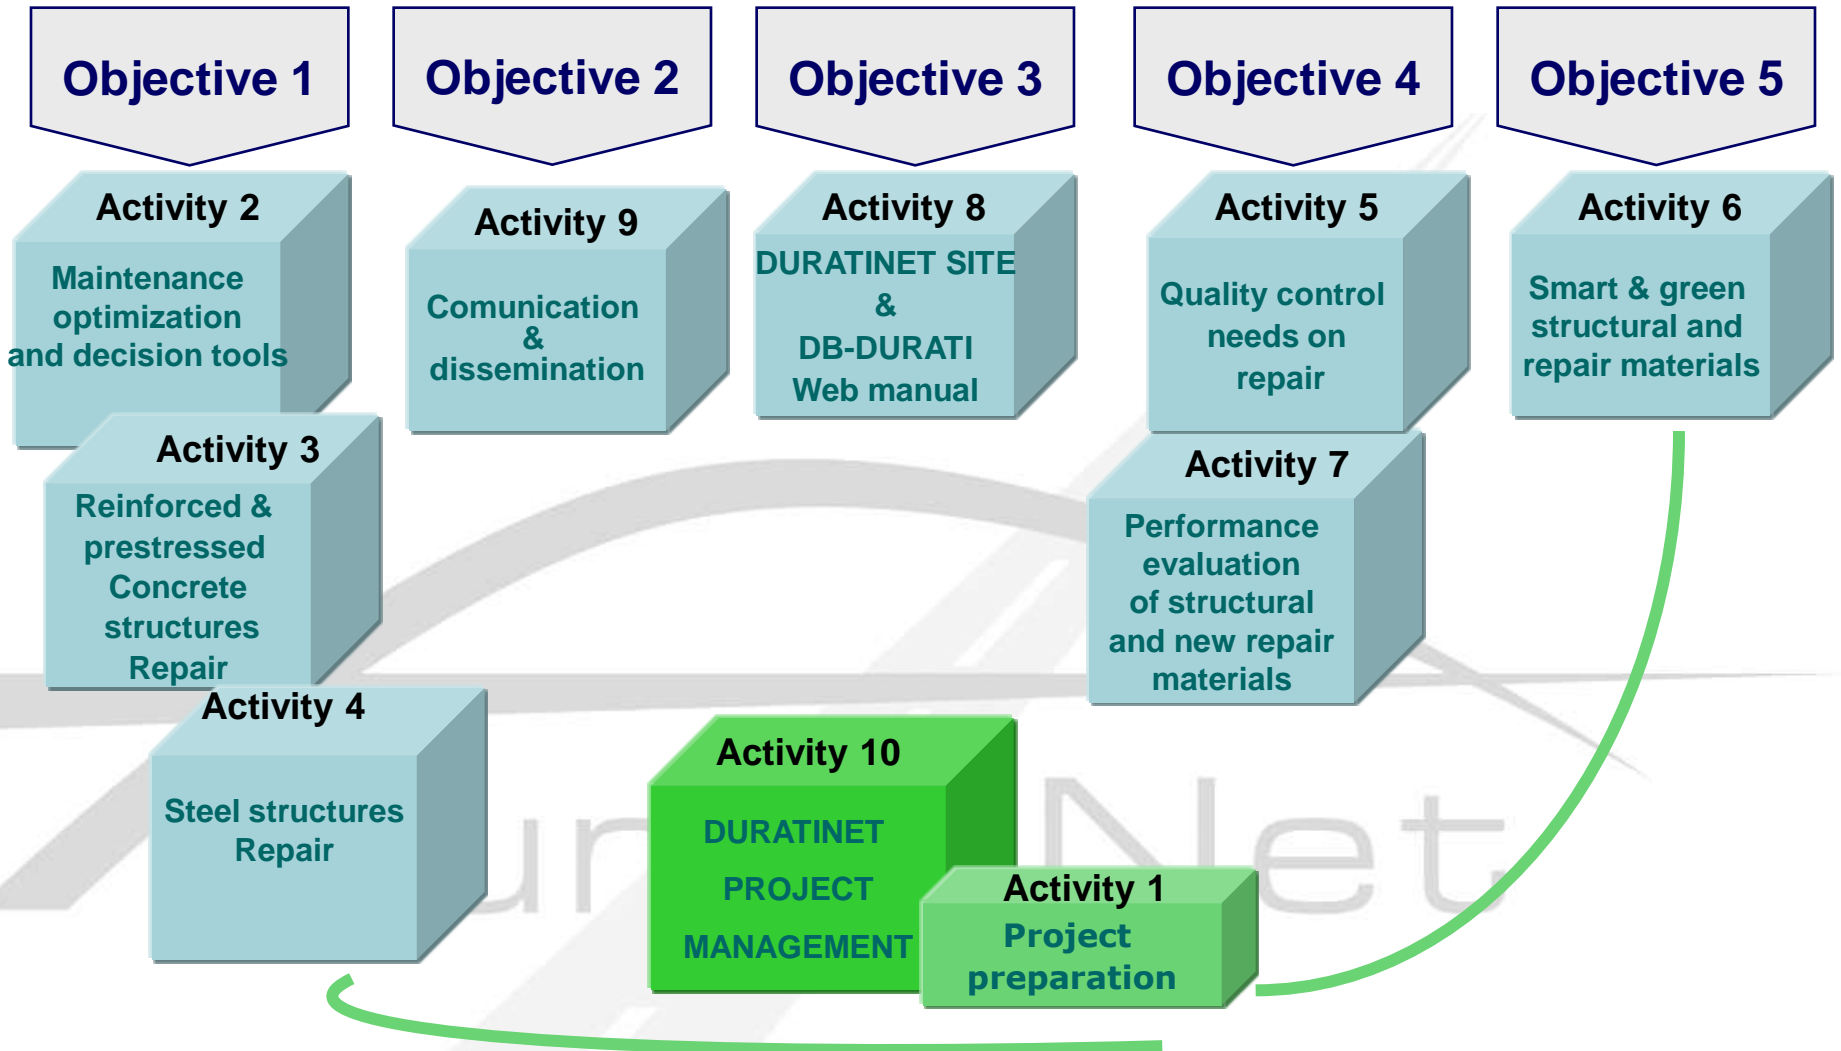 Objective 1
Objective 2
Objective 3
Objective 4
Objective 5
Activity 2
Maintenance
optimization
and decision tools
Activity 9
Comunication
&
dissemination
Activity 8
DURATINET SITE
&
DB-DURATI
Web manual
Activity 5
Quality control
needs on
repair
Activity 6
Smart & green
structural and
repair materials
Activity 3
Reinforced &
prestressed
Concrete
structures
Repair
Activity 7
Performance
evaluation
of structural
and new repair
materials
Activity 4
Steel structures
Repair
Activity 10
DURATINET
PROJECT
MANAGEMENT
Activity 1
Project
preparation
Net